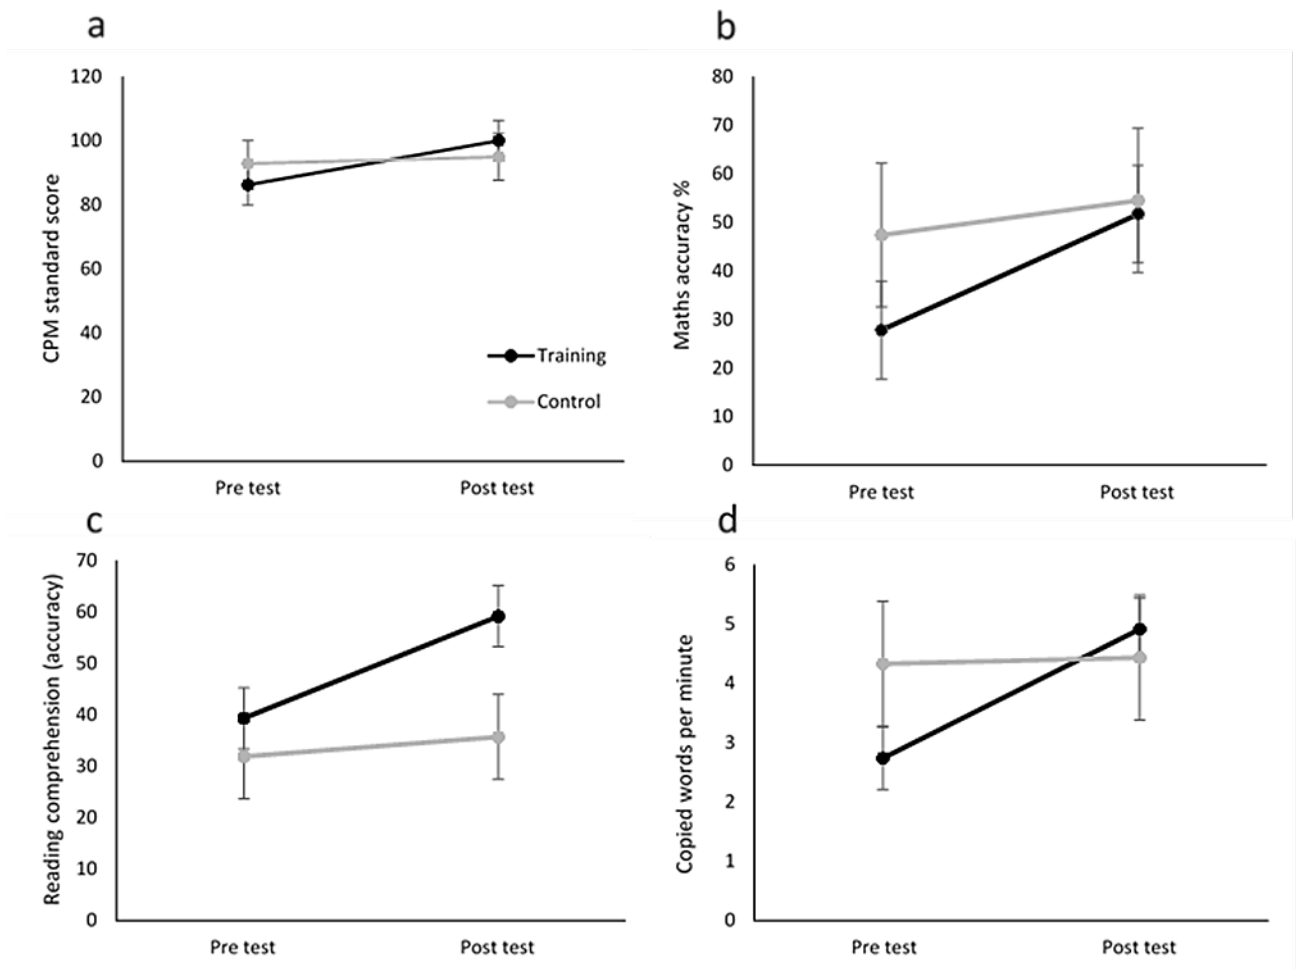 a
CPM standard score
120
100
80
60
40
20
0
Pre test
Post test
Training
Control
b
Maths accuracy %
80
70
60
50
40
30
20
10
0
Pre test
Post test
c
Reading comprehension (accuracy)
70
60
50
40
30
20
10
0
Pre test
Post test
d
Copied words per minute
6
5
4
3
2
1
0
Pre test
Post test